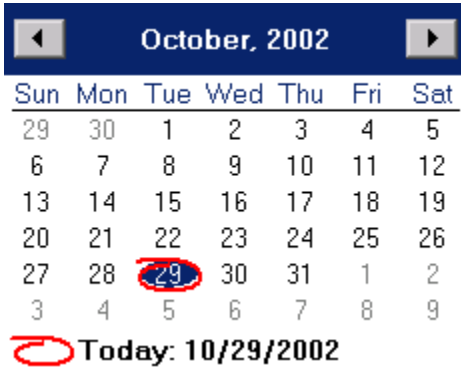 October, 2002
Sun Mon Tue Wed Thu Fri Sat
29 30 1 2 3 4 5
6 7 8 9 10 11 12
13 14 15 16 17 18 19
20 21 22 23 24 25 26
27 28 29 30 31 1 2
3 4 5 6 7 8 9
Today: 10/29/2002